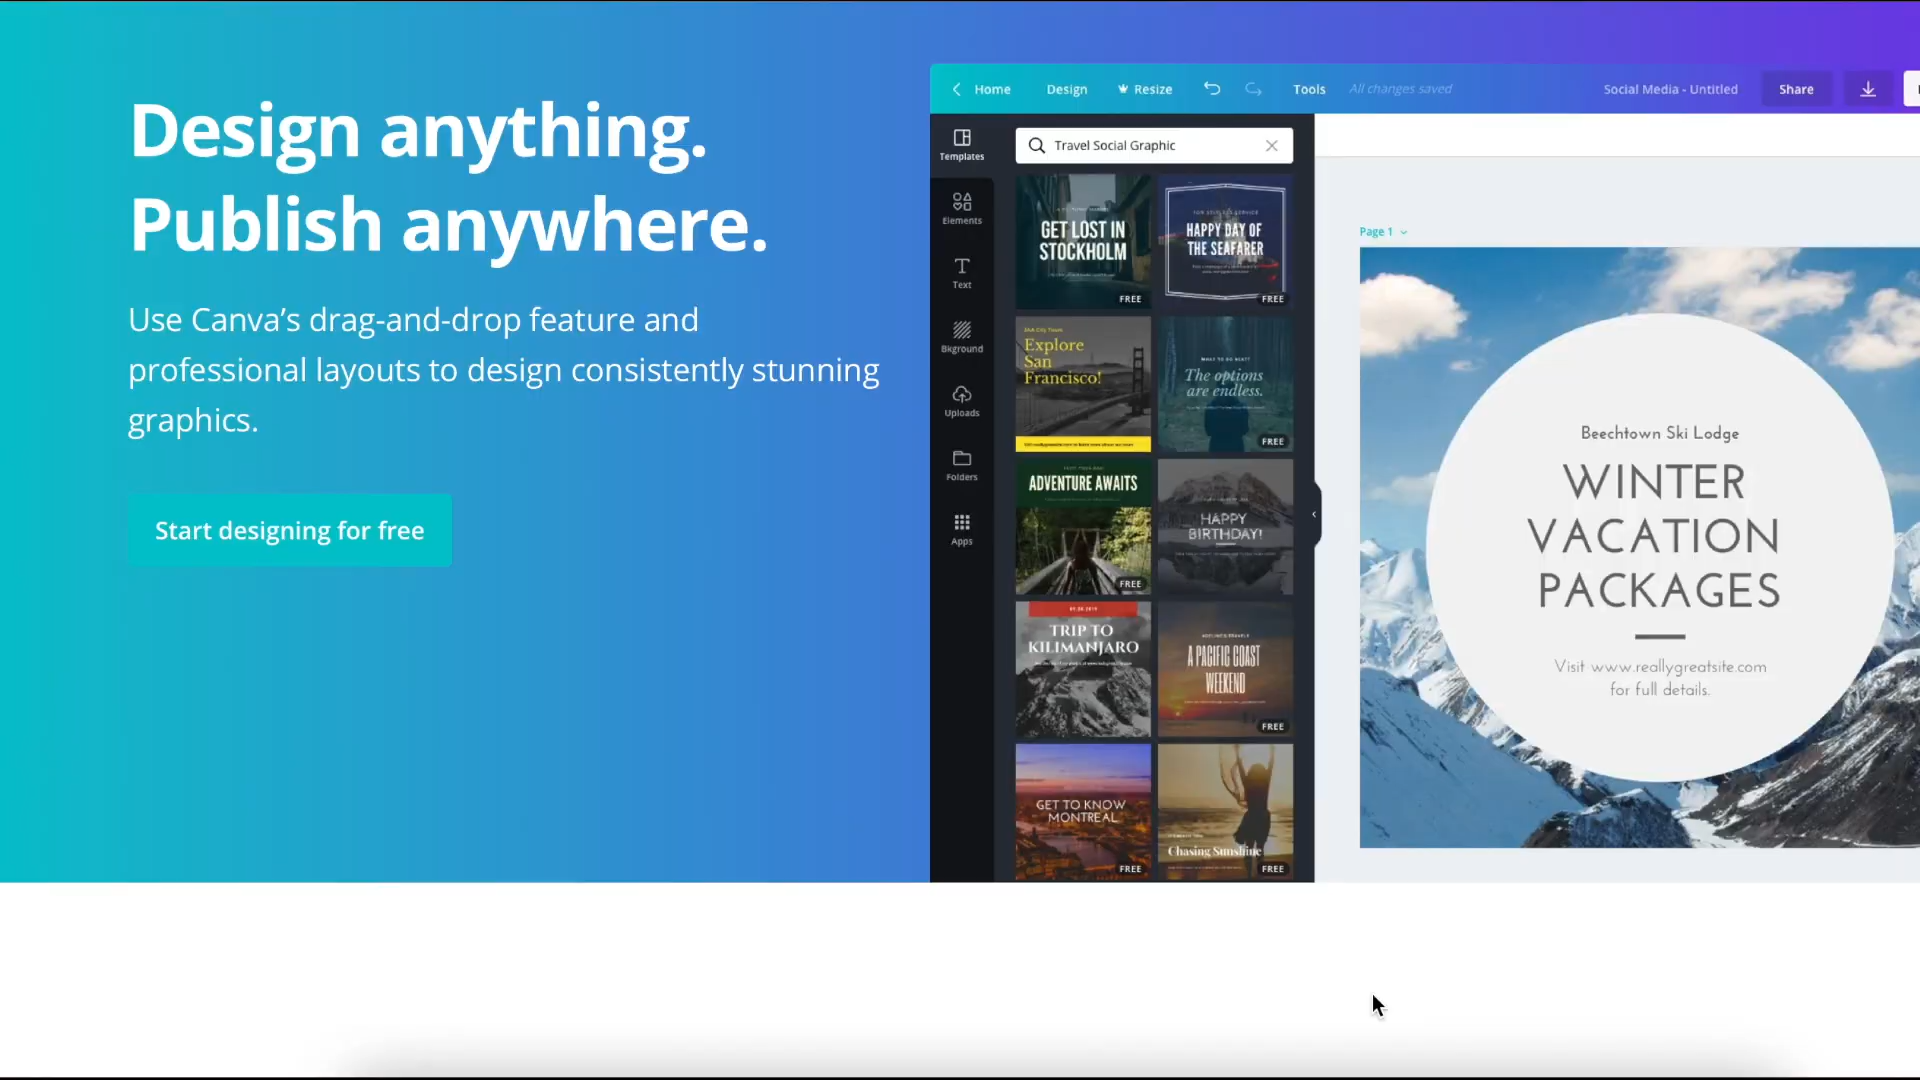 Design anything.
Publish anywhere.
Use Canva's drag-and-drop feature and
professional layouts to design consistently stunning
graphics.
Start designing for free
Home
Design
Resize
Tools
All changes saved
Social Media - Untitled
Share
Templates
Elements
Text
Bkground
Uploads
Folders
Apps
Travel Social Graphic
GET LOST IN
STOCKHOLM
FREE
HAPPY DAY OF
THE SEAFARER
FREE
Explore
San
Francisco!
The options
are endless.
FREE
ADVENTURE AWAITS
FREE
HAPPY
BIRTHDAY!
TRIP TO
KILIMANJARO
A PACIFIC COAST
WEEKEND
FREE
GET TO KNOW
MONTREAL
FREE
Chasing Sunshine
FREE
Page 1
Beechtown Ski Lodge
WINTER
VACATION
PACKAGES
Visit www.reallygreatsite.com
for full details.